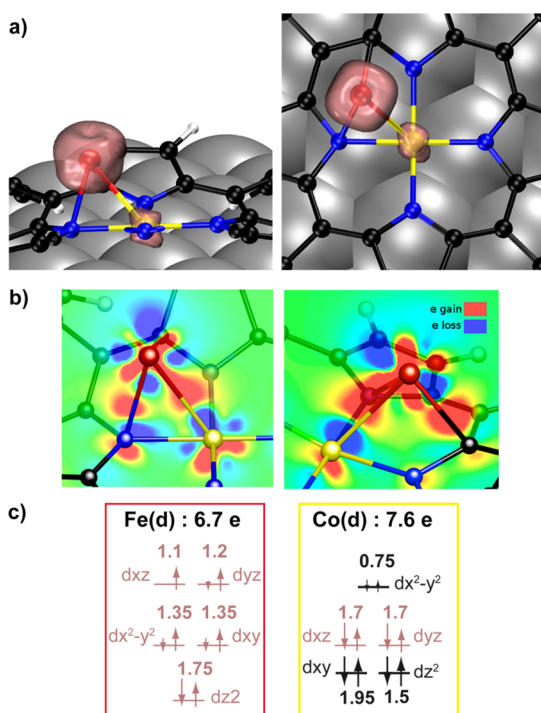 a)
b)
e gain
e loss
c)
Fe(d) : 6.7 e
1.1 1.2
dxz dyz
1.35 1.35
dx²-y² dxy
1.75
dz2
Co(d) : 7.6 e
0.75
dx²-y²
1.7 1.7
dxz dyz
dxy dz²
1.95 1.5